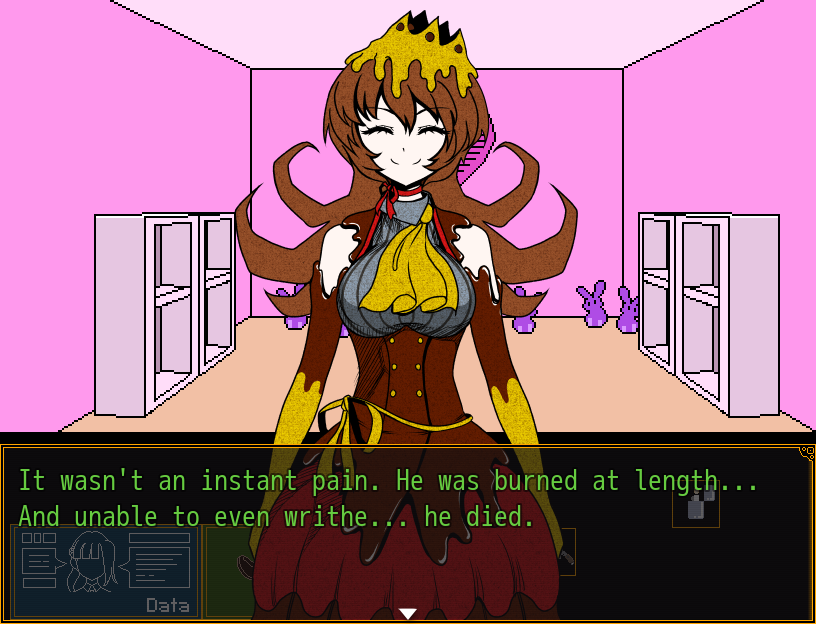 It wasn't an instant pain. He was burned at length...
And unable to even writhe... he died.
Data